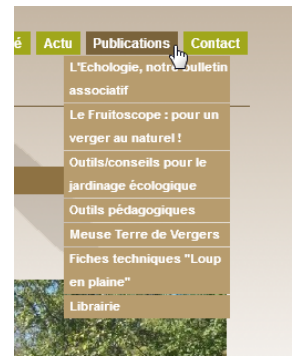 é Actu Publications Contact
L'Echologie, notre bulletin
associatif
Le Fruitoscope : pour un
verger au naturel !
Outils/conseils pour le
jardinage écologique
Outils pédagogiques
Meuse Terre de Vergers
Fiches techniques "Loup
en plaine"
Librairie